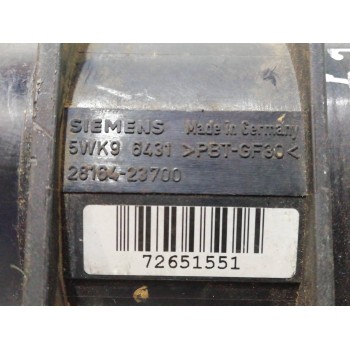 SIEMENS Made in Germany
5WK9 6431 >PBT-GF30<
28164-23700
72651551